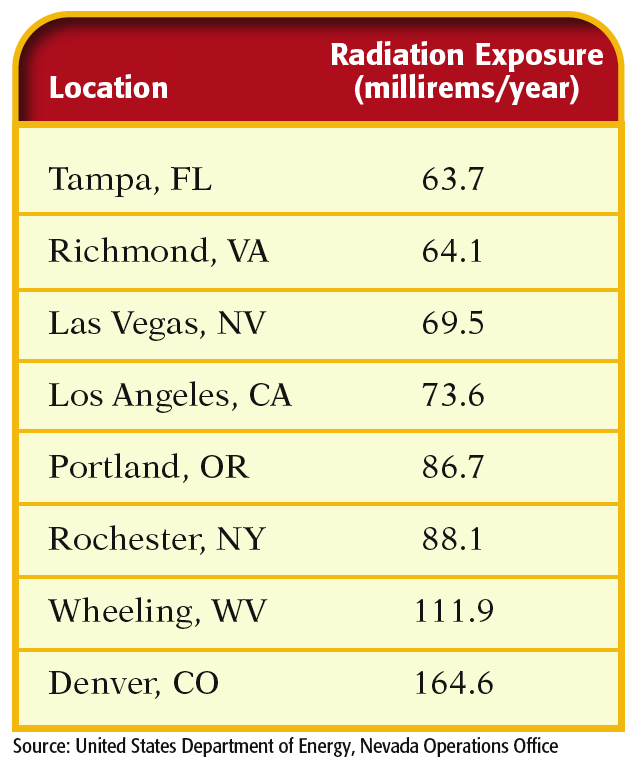 Location
Radiation Exposure
(millirems/year)
Tampa, FL 63.7
Richmond, VA 64.1
Las Vegas, NV 69.5
Los Angeles, CA 73.6
Portland, OR 86.7
Rochester, NY 88.1
Wheeling, WV 111.9
Denver, CO 164.6
Source: United States Department of Energy, Nevada Operations Office